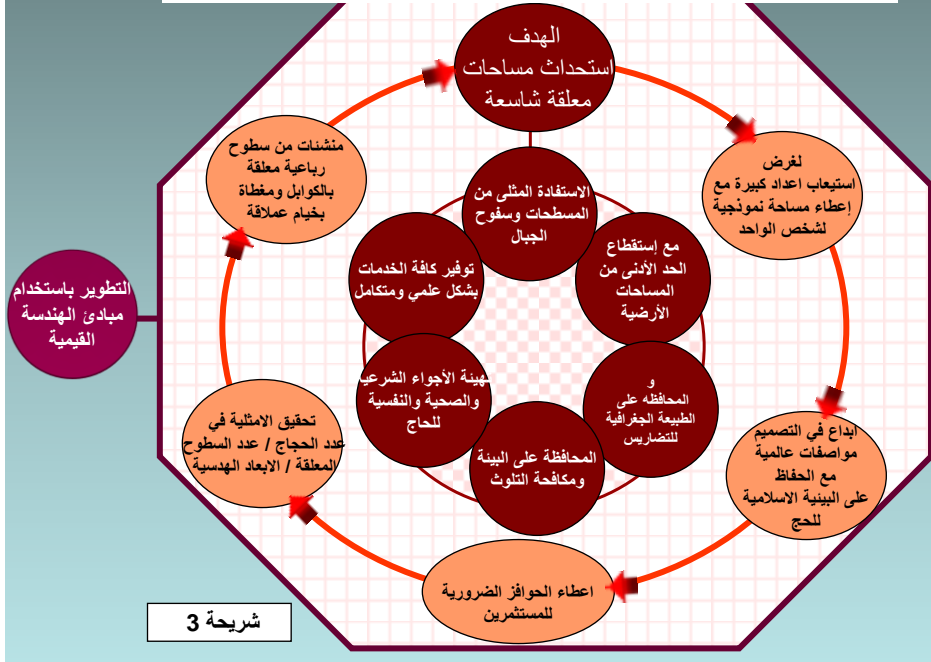 الهدف
استحداث مساحات
معلقة شاسعة
لغرض
استيعاب اعداد كبيرة مع
إعطاء مساحة نموذجية
لشخص الواحد
ابداع في التصميم
مواصفات عالمية
مع الحفاظ
على البيئية الاسلامية
للحج
اعطاء الحوافز الضرورية
للمستثمرين
تحقيق الامثلية في
عدد الحجاج / عدد السطوح
المعلقة / الابعاد الهدسية
منشئات من سطوح
رباعية معلقة
بالكوابل ومغطاة
بخيام عملاقة
الاستفادة المثلى من
المسطحات وسفوح
الجبال
مع إستقطاع
الحد الأدنى من
المساحات
الأرضية
و
المحافظه على
الطبيعة الجغرافية
للتضاريس
المحافظة على البيئة
ومكافحة التلوث
تهيئة الأجواء الشرعية
والصحية والنفسية
للحاج
توفير كافة الخدمات
بشكل علمي ومتكامل
التطوير باستخدام
مبادئ الهندسة
القيمية
شريحة 3